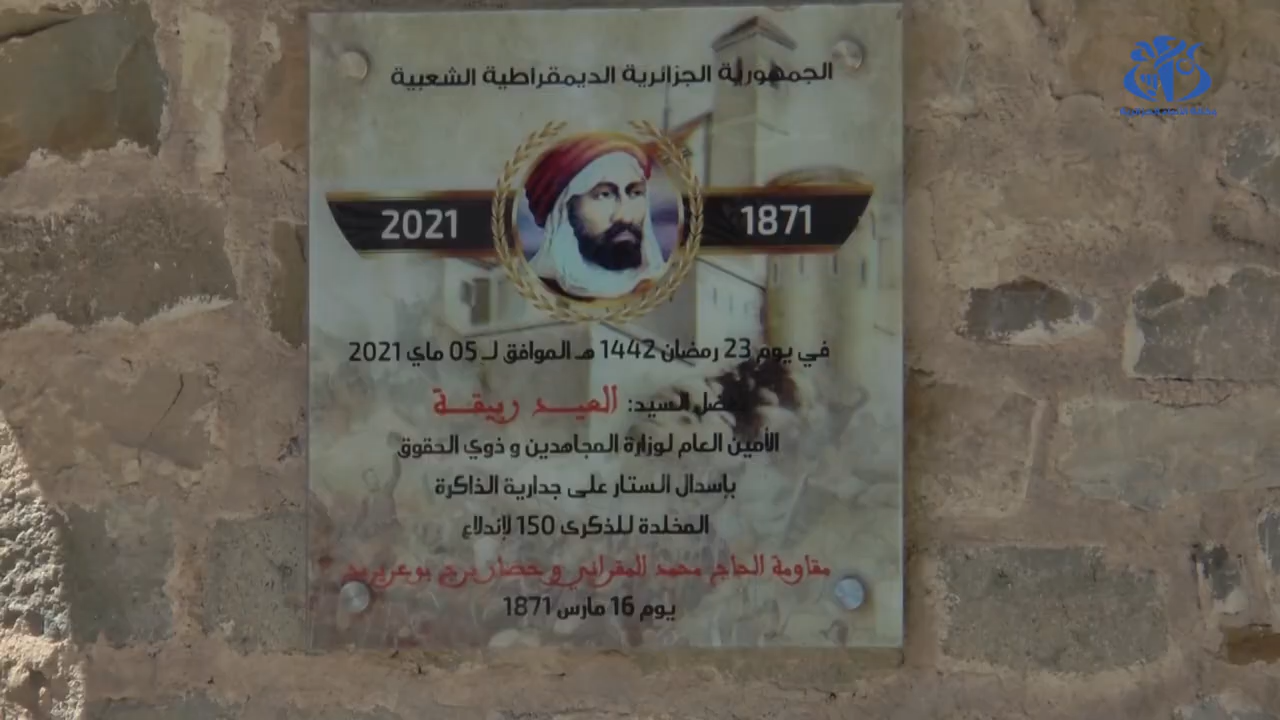 الجمهورية الجزائرية الديمقراطية الشعبية
1871
2021
في يوم 23 رمضان 1442 هـ الموافق لـ 05 ماي 2021
السيد: العيد ربيقة
الأمين العام لوزارة المجاهدين و ذوي الحقوق
بإسدال الستار على جدارية الذاكرة
المخلدة للذكرى 150 لإندلاع
مقاومة الحاج محمد المقراني و حصار برج بوعريريج
يوم 16 مارس 1871